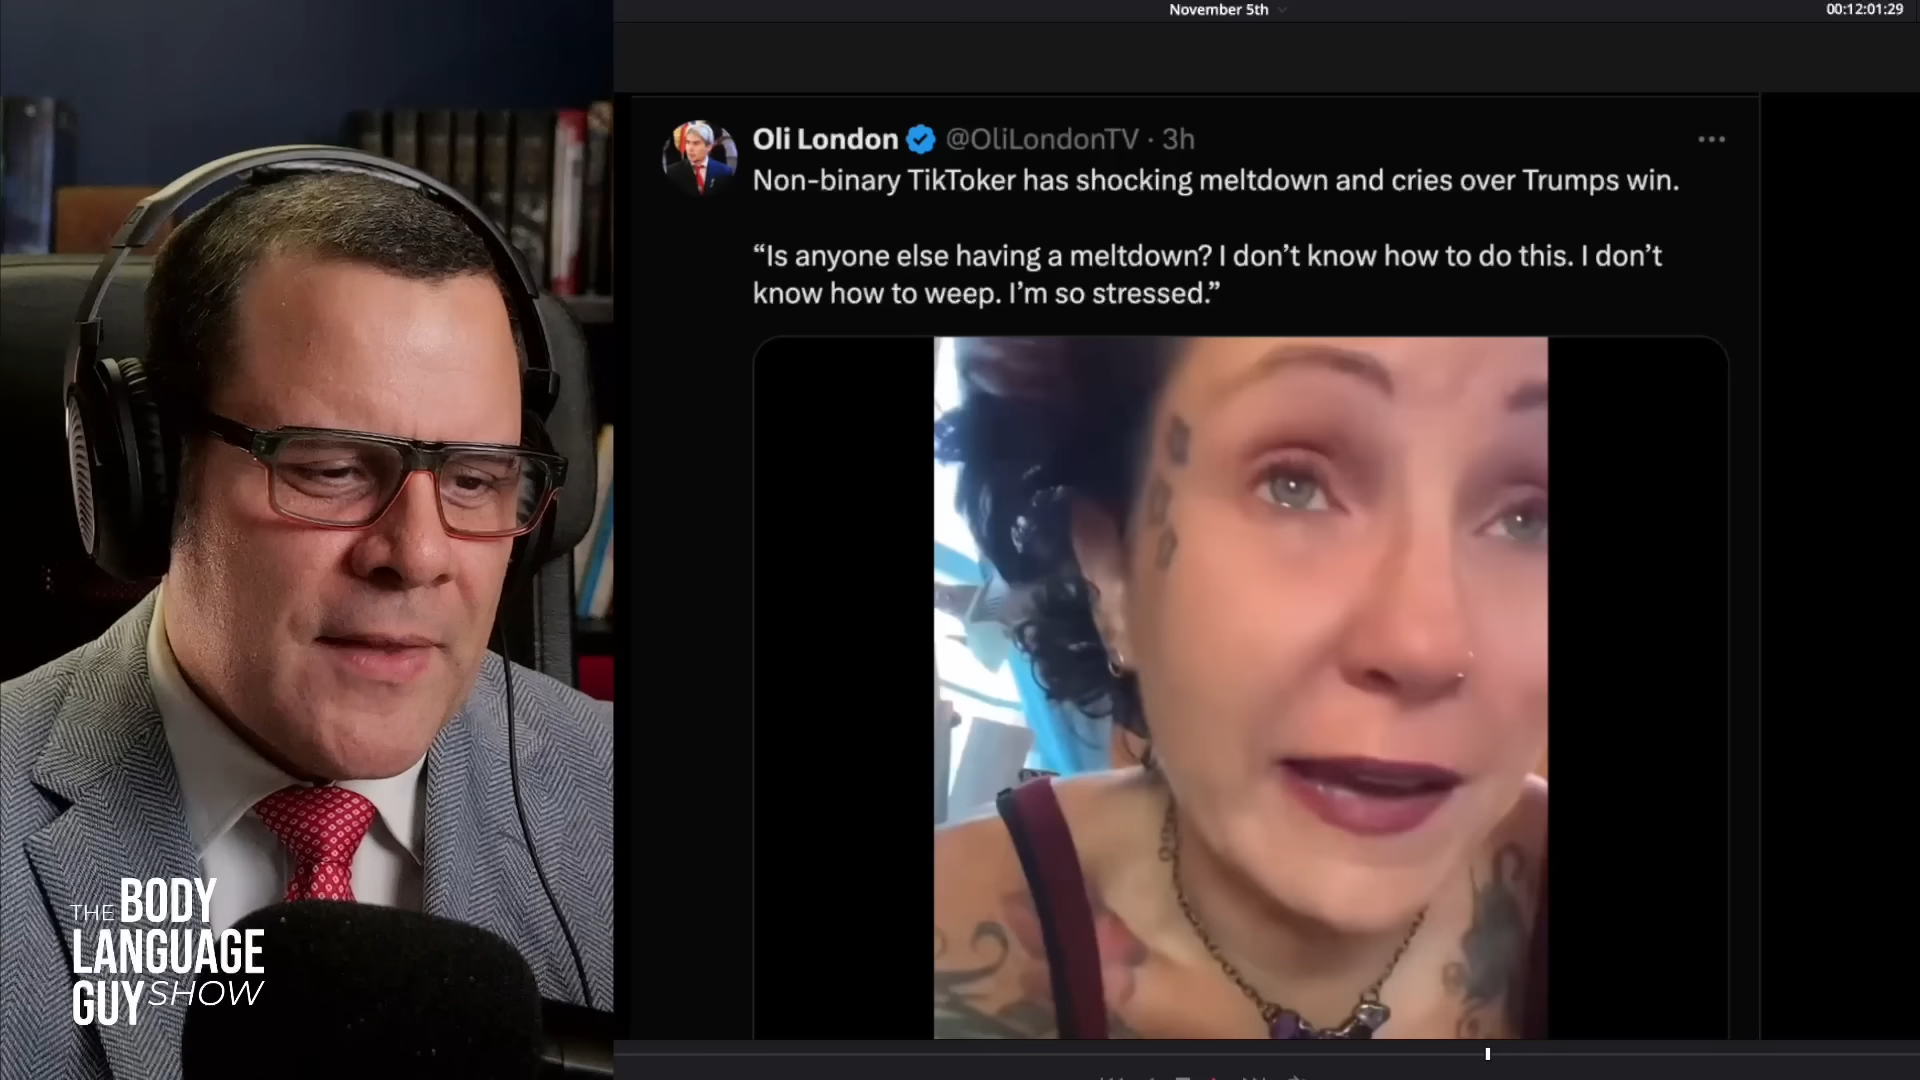 November 5th
00:12:01:29
Oli London @OliLondonTV · 3h
Non-binary TikToker has shocking meltdown and cries over Trumps win.
“Is anyone else having a meltdown? I don’t know how to do this. I don’t
know how to weep. I’m so stressed.”
THE BODY
LANGUAGE
GUY SHOW